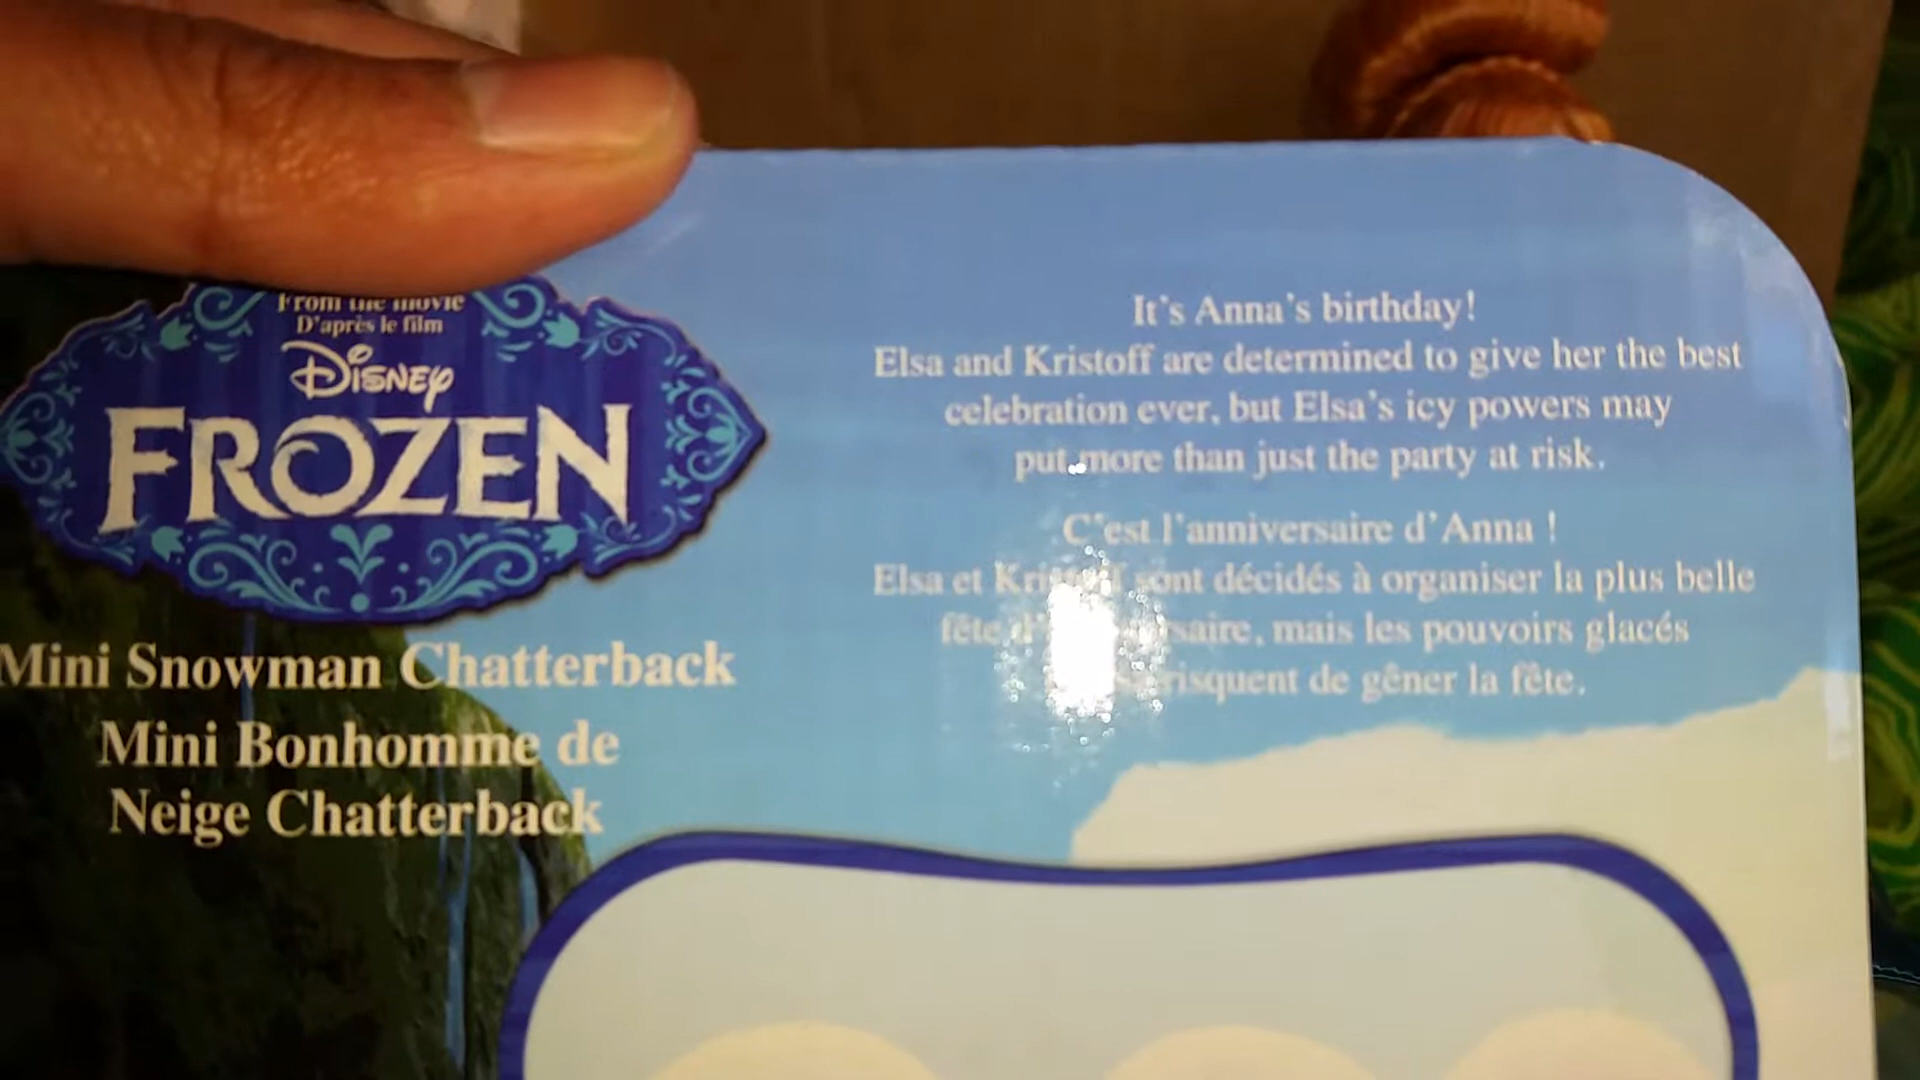 From the movie
D'après le film
Disney
FROZEN
Mini Snowman Chatterback
Mini Bonhomme de
Neige Chatterback
It's Anna's birthday!
Elsa and Kristoff are determined to give her the best
celebration ever, but Elsa's icy powers may
put more than just the party at risk.
C'est l'anniversaire d'Anna !
Elsa et Kristoff sont décidés à organiser la plus belle
fête mais les pouvoirs glacés
risquent de gêner la fête.